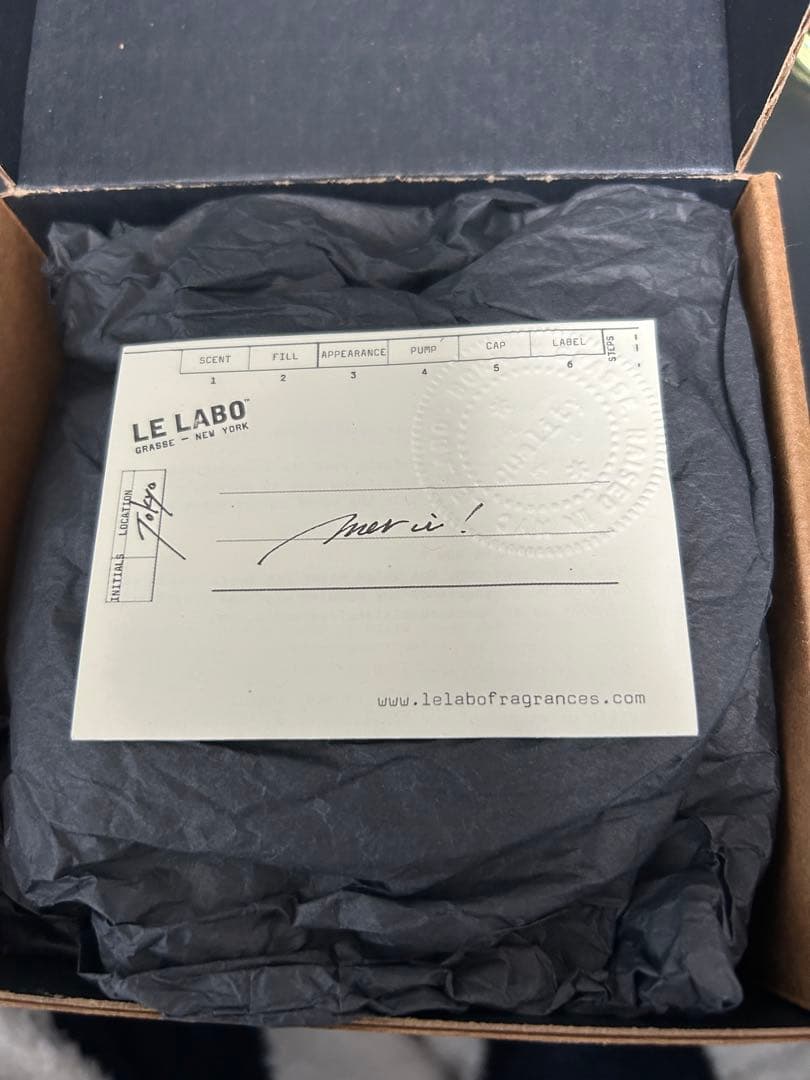 SCENT FILL APPEARANCE PUMP CAP LABEL STEPS
1 2 3 4 5 6
LE LABO™
GRASSE — NEW YORK
INITIALS LOCATION
Tokyo
merci!
www.lelabofragrances.com